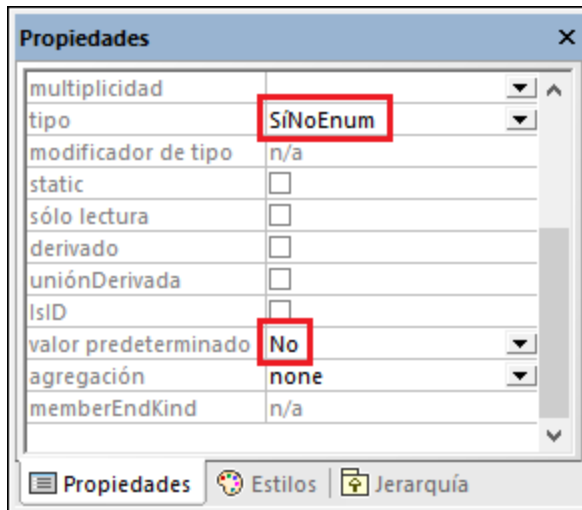 Propiedades
multiplicidad
tipo SíNoEnum
modificador de tipo n/a
static
sólo lectura
derivado
uniónDerivada
IsID
valor predeterminado No
agregación none
memberEndKind n/a
Propiedades Estilos Jerarquía